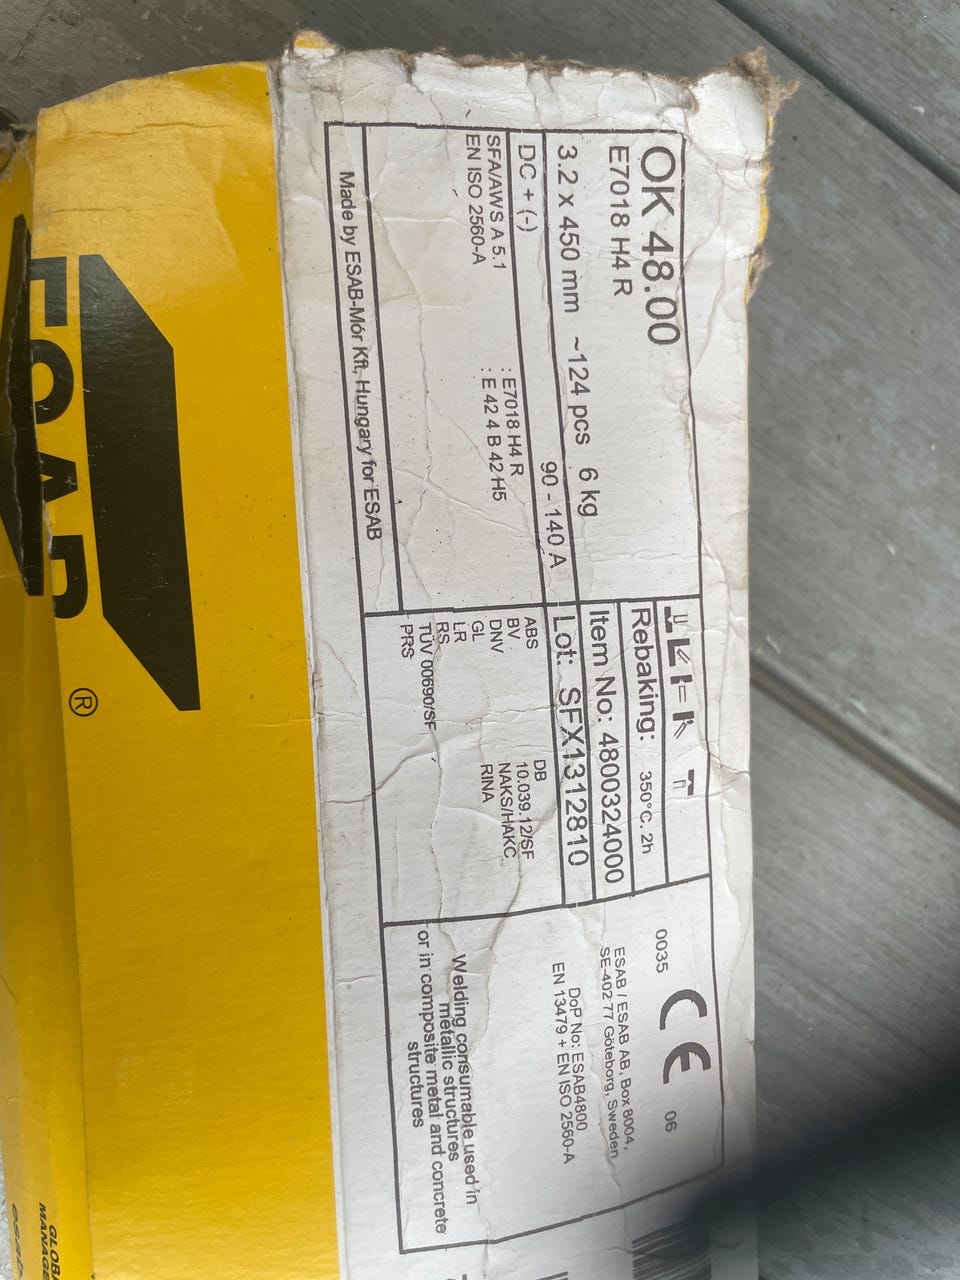 OK 48.00
E7018 H4 R
3.2 x 450 mm ~124 pcs 6 kg
DC + (-) 90 - 140 A
SFA/AWS A 5.1 : E7018 H4 R
EN ISO 2560-A : E 42 4 B 42 H5
Made by ESAB-Mór Kft, Hungary for ESAB
Rebaking: 350°C. 2h
Item No: 4800324000
Lot: SFX1312810
ABS
BV
DNV
GL
LR
RS
TÜV 00690/SF
PRS
DB
10.039.12/SF
NAKS/HAKC
RINA
0035 CE 06
ESAB / ESAB AB, Box 8004,
SE-402 77 Göteborg, Sweden
DoP No: ESAB4800
EN 13479 + EN ISO 2560-A
Welding consumable used in
metallic structures
or in composite metal and concrete
structures
ESAB®